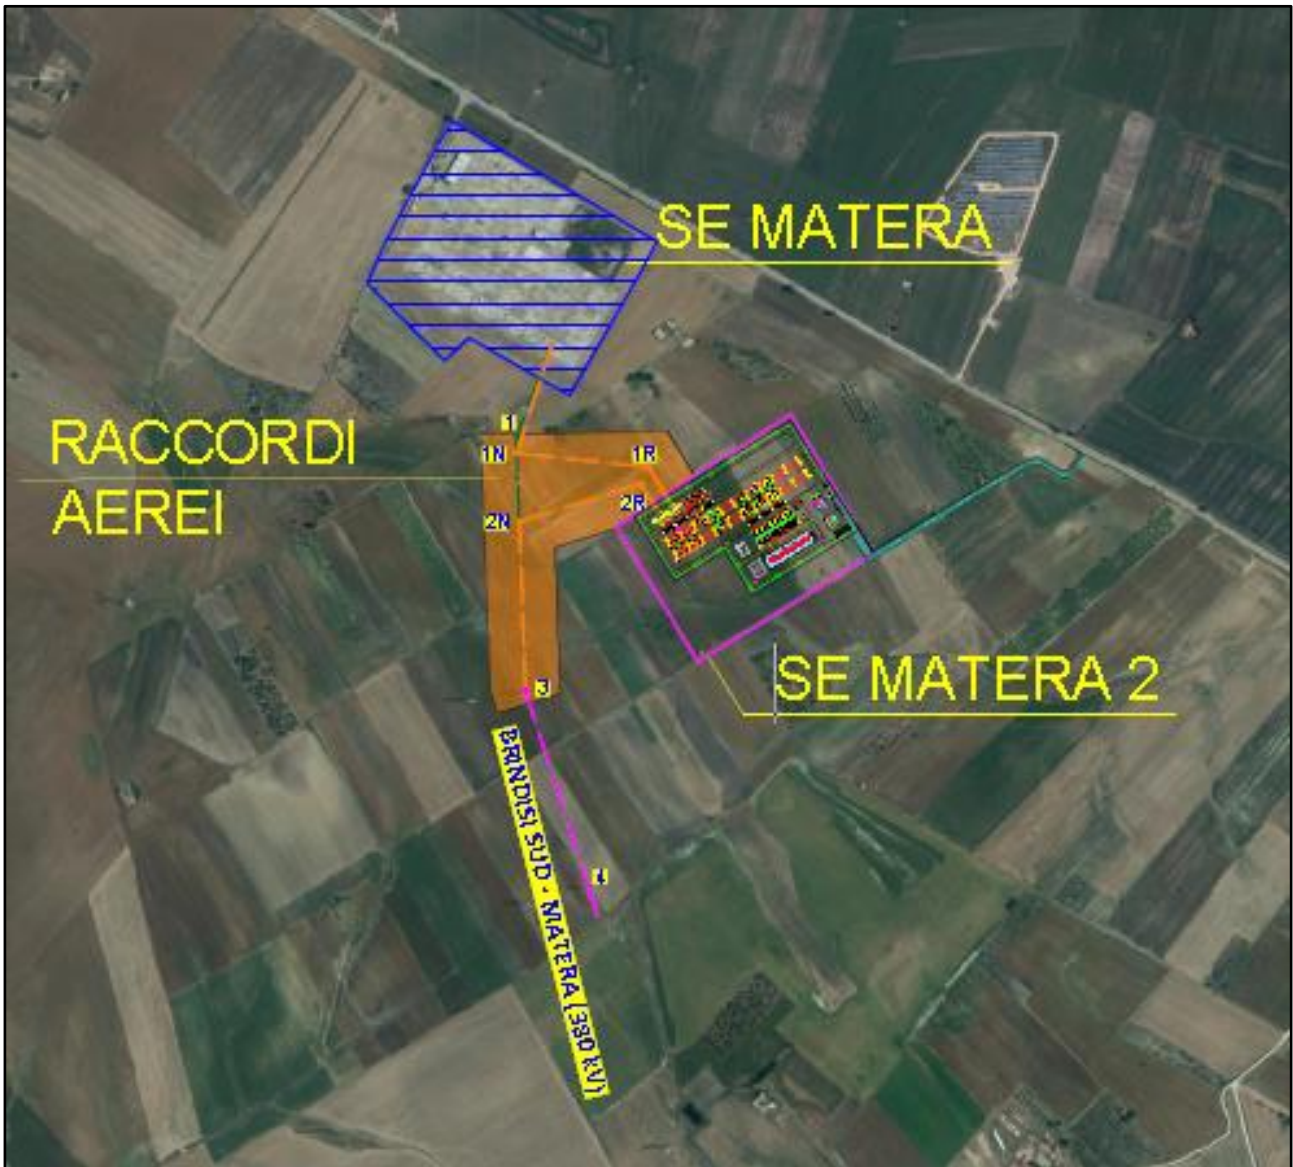 SE MATERA
RACCORDI
AEREI
1
1N
1R
2R
2N
SE MATERA 2
3
4
BRINDISI SUD - MATERA (380 KV)